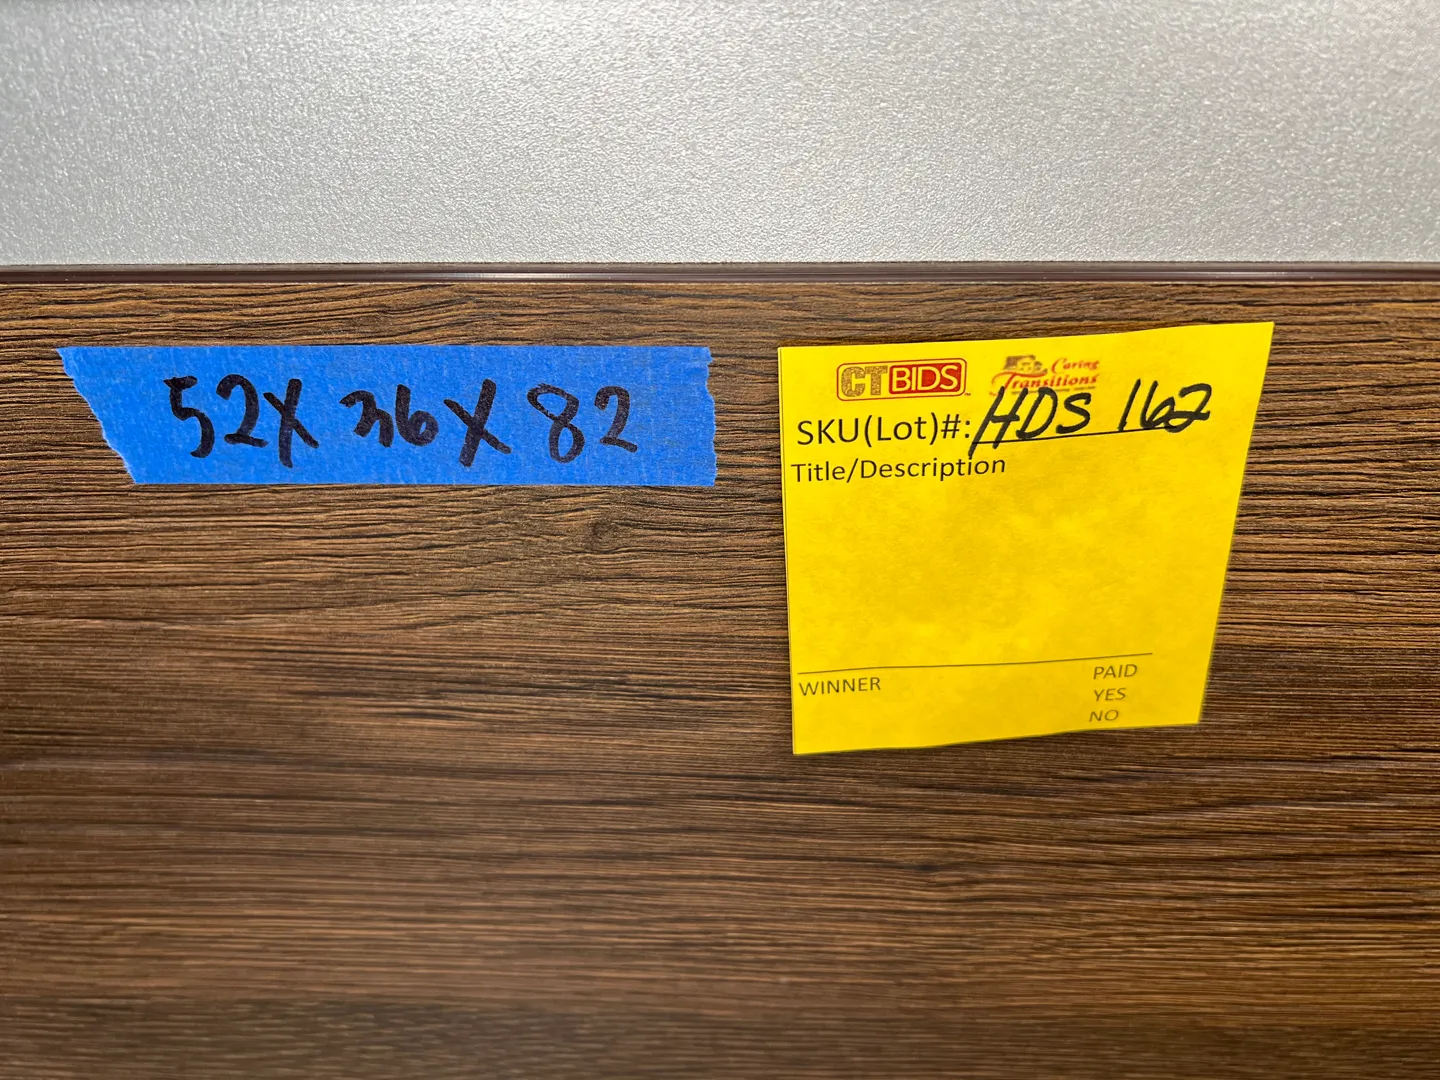 52X 36X 82
CTBIDS
Caring
Transitions
SKU(Lot)#: HDS 162
Title/Description
WINNER
PAID
YES
NO